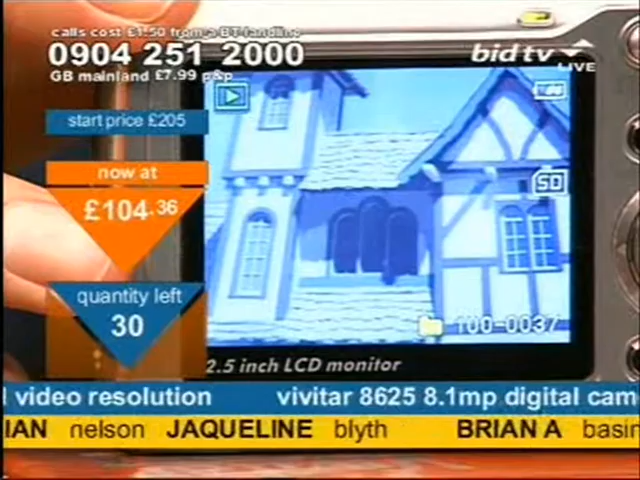 calls cost £1.50 from a BT landline
0904 251 2000
GB mainland £7.99 p&p
bid tv
LIVE
start price £205
now at
£104.36
quantity left
30
SD
100-0037
2.5 inch LCD monitor
video resolution vivitar 8625 8.1mp digital cam
IAN nelson JAQUELINE blyth BRIAN A basin